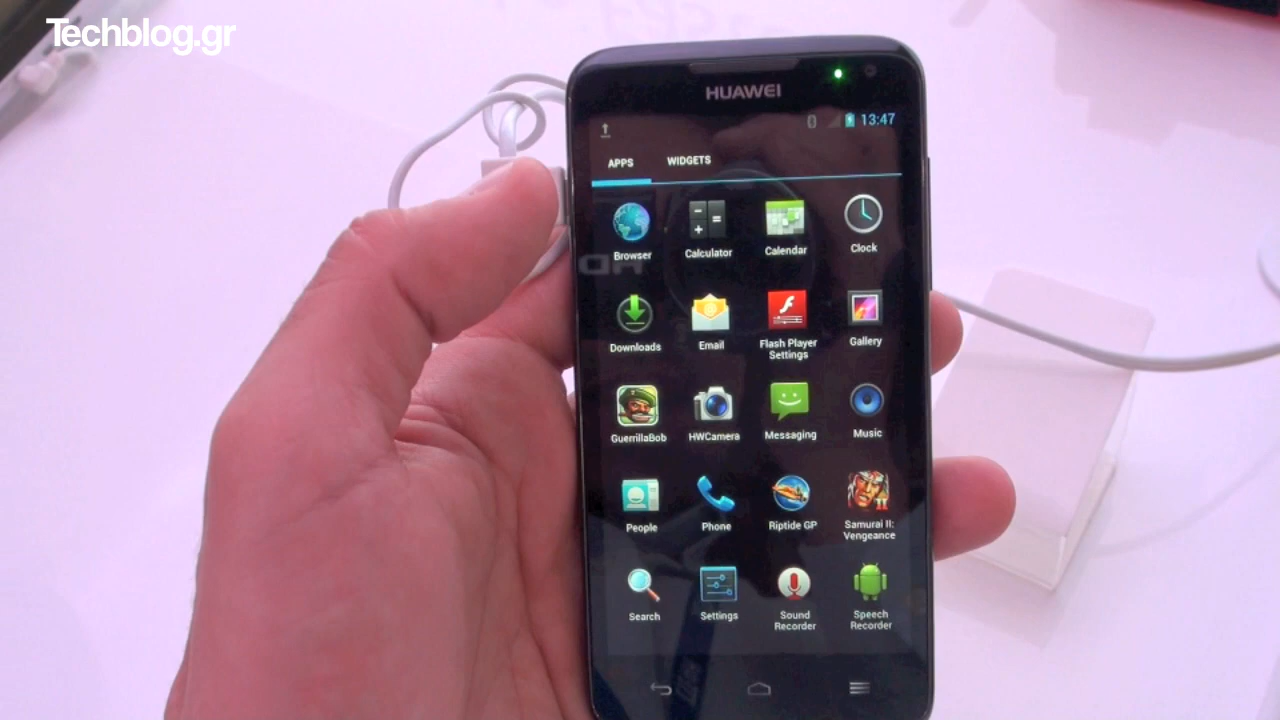 Techblog.gr
HUAWEI
13:47
APPS WIDGETS
Browser Calculator Calendar Clock
Downloads Email Flash Player Settings Gallery
GuerrillaBob HWCamera Messaging Music
People Phone Riptide GP Samurai II: Vengeance
Search Settings Sound Recorder Speech Recorder